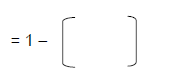 = 1 – (     )